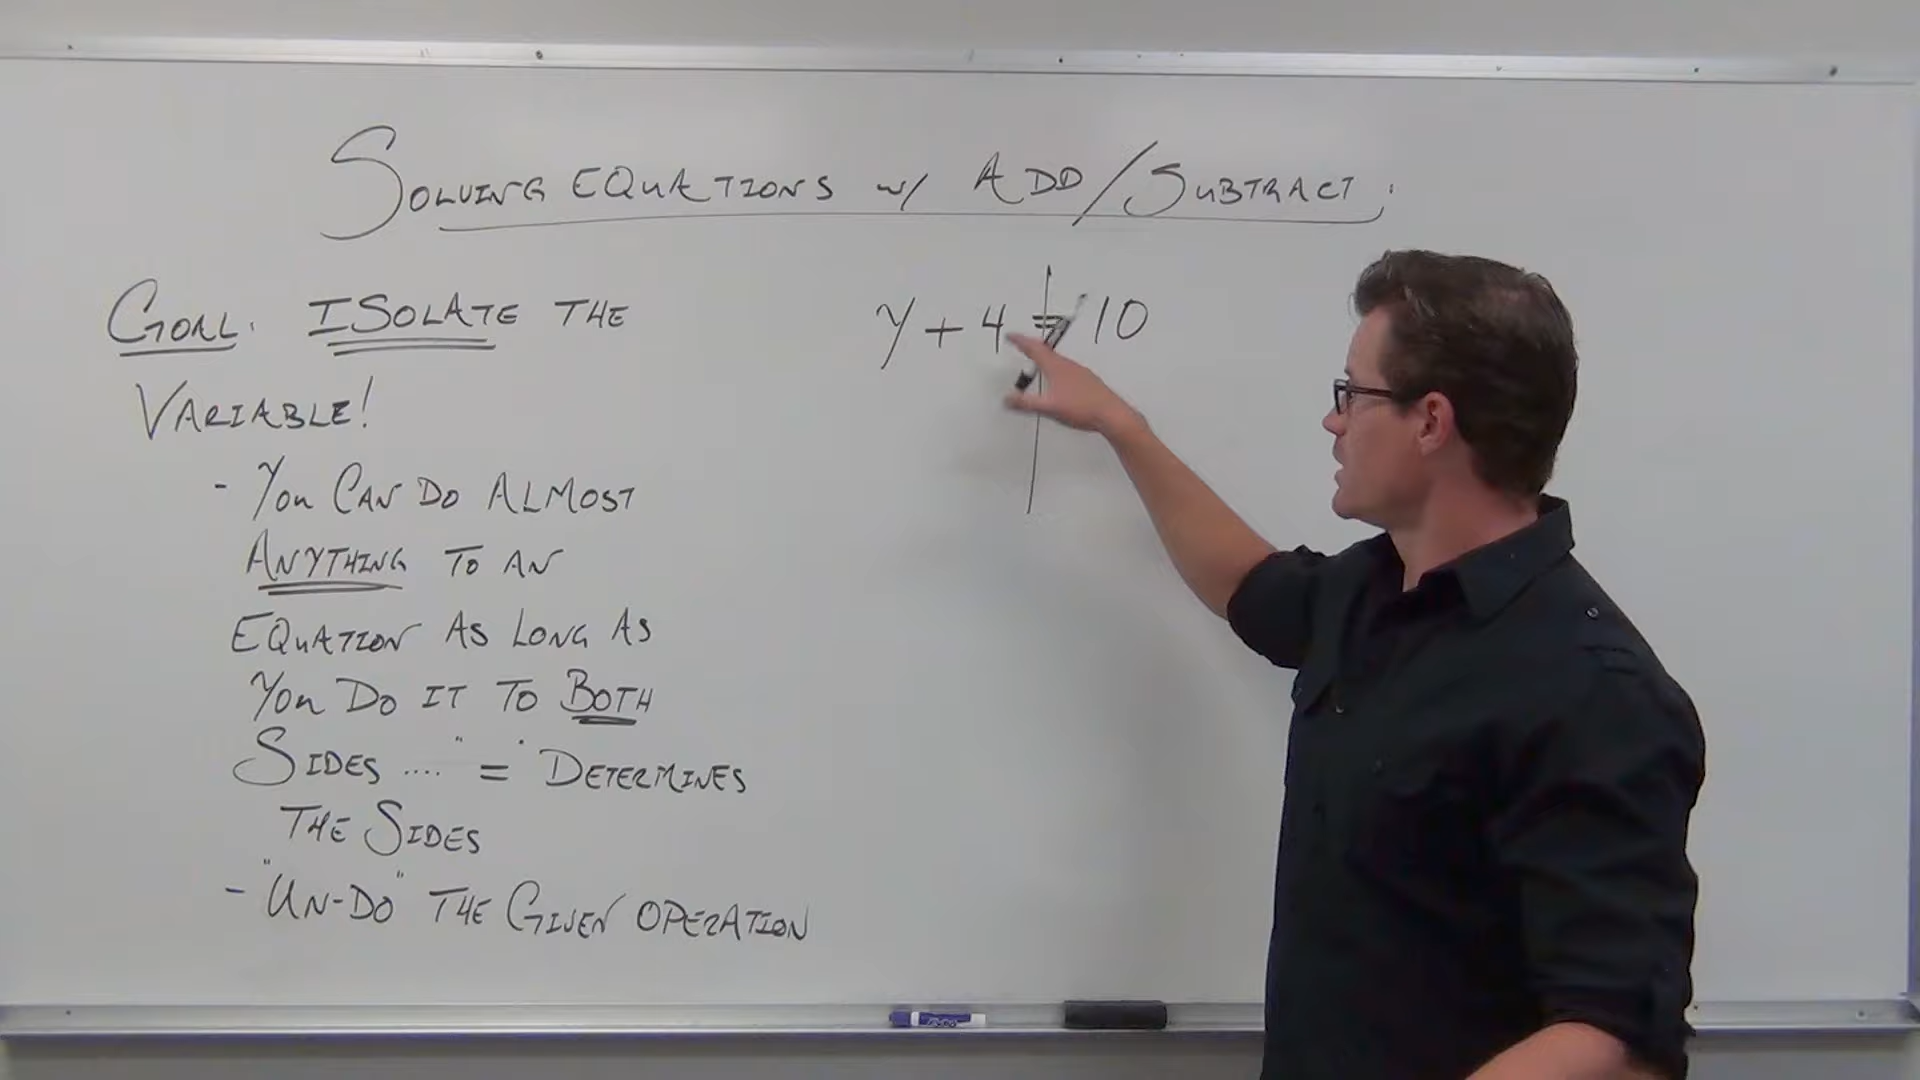 SOLVING EQUATIONS w/ ADD/SUBTRACT:
GOAL: ISOLATE THE
VARIABLE!
- YOU CAN DO ALMOST
ANYTHING TO AN
EQUATION AS LONG AS
YOU DO IT TO BOTH
SIDES .... "=" DETERMINES
THE SIDES
- "UN-DO" THE GIVEN OPERATION
y + 4 = 10